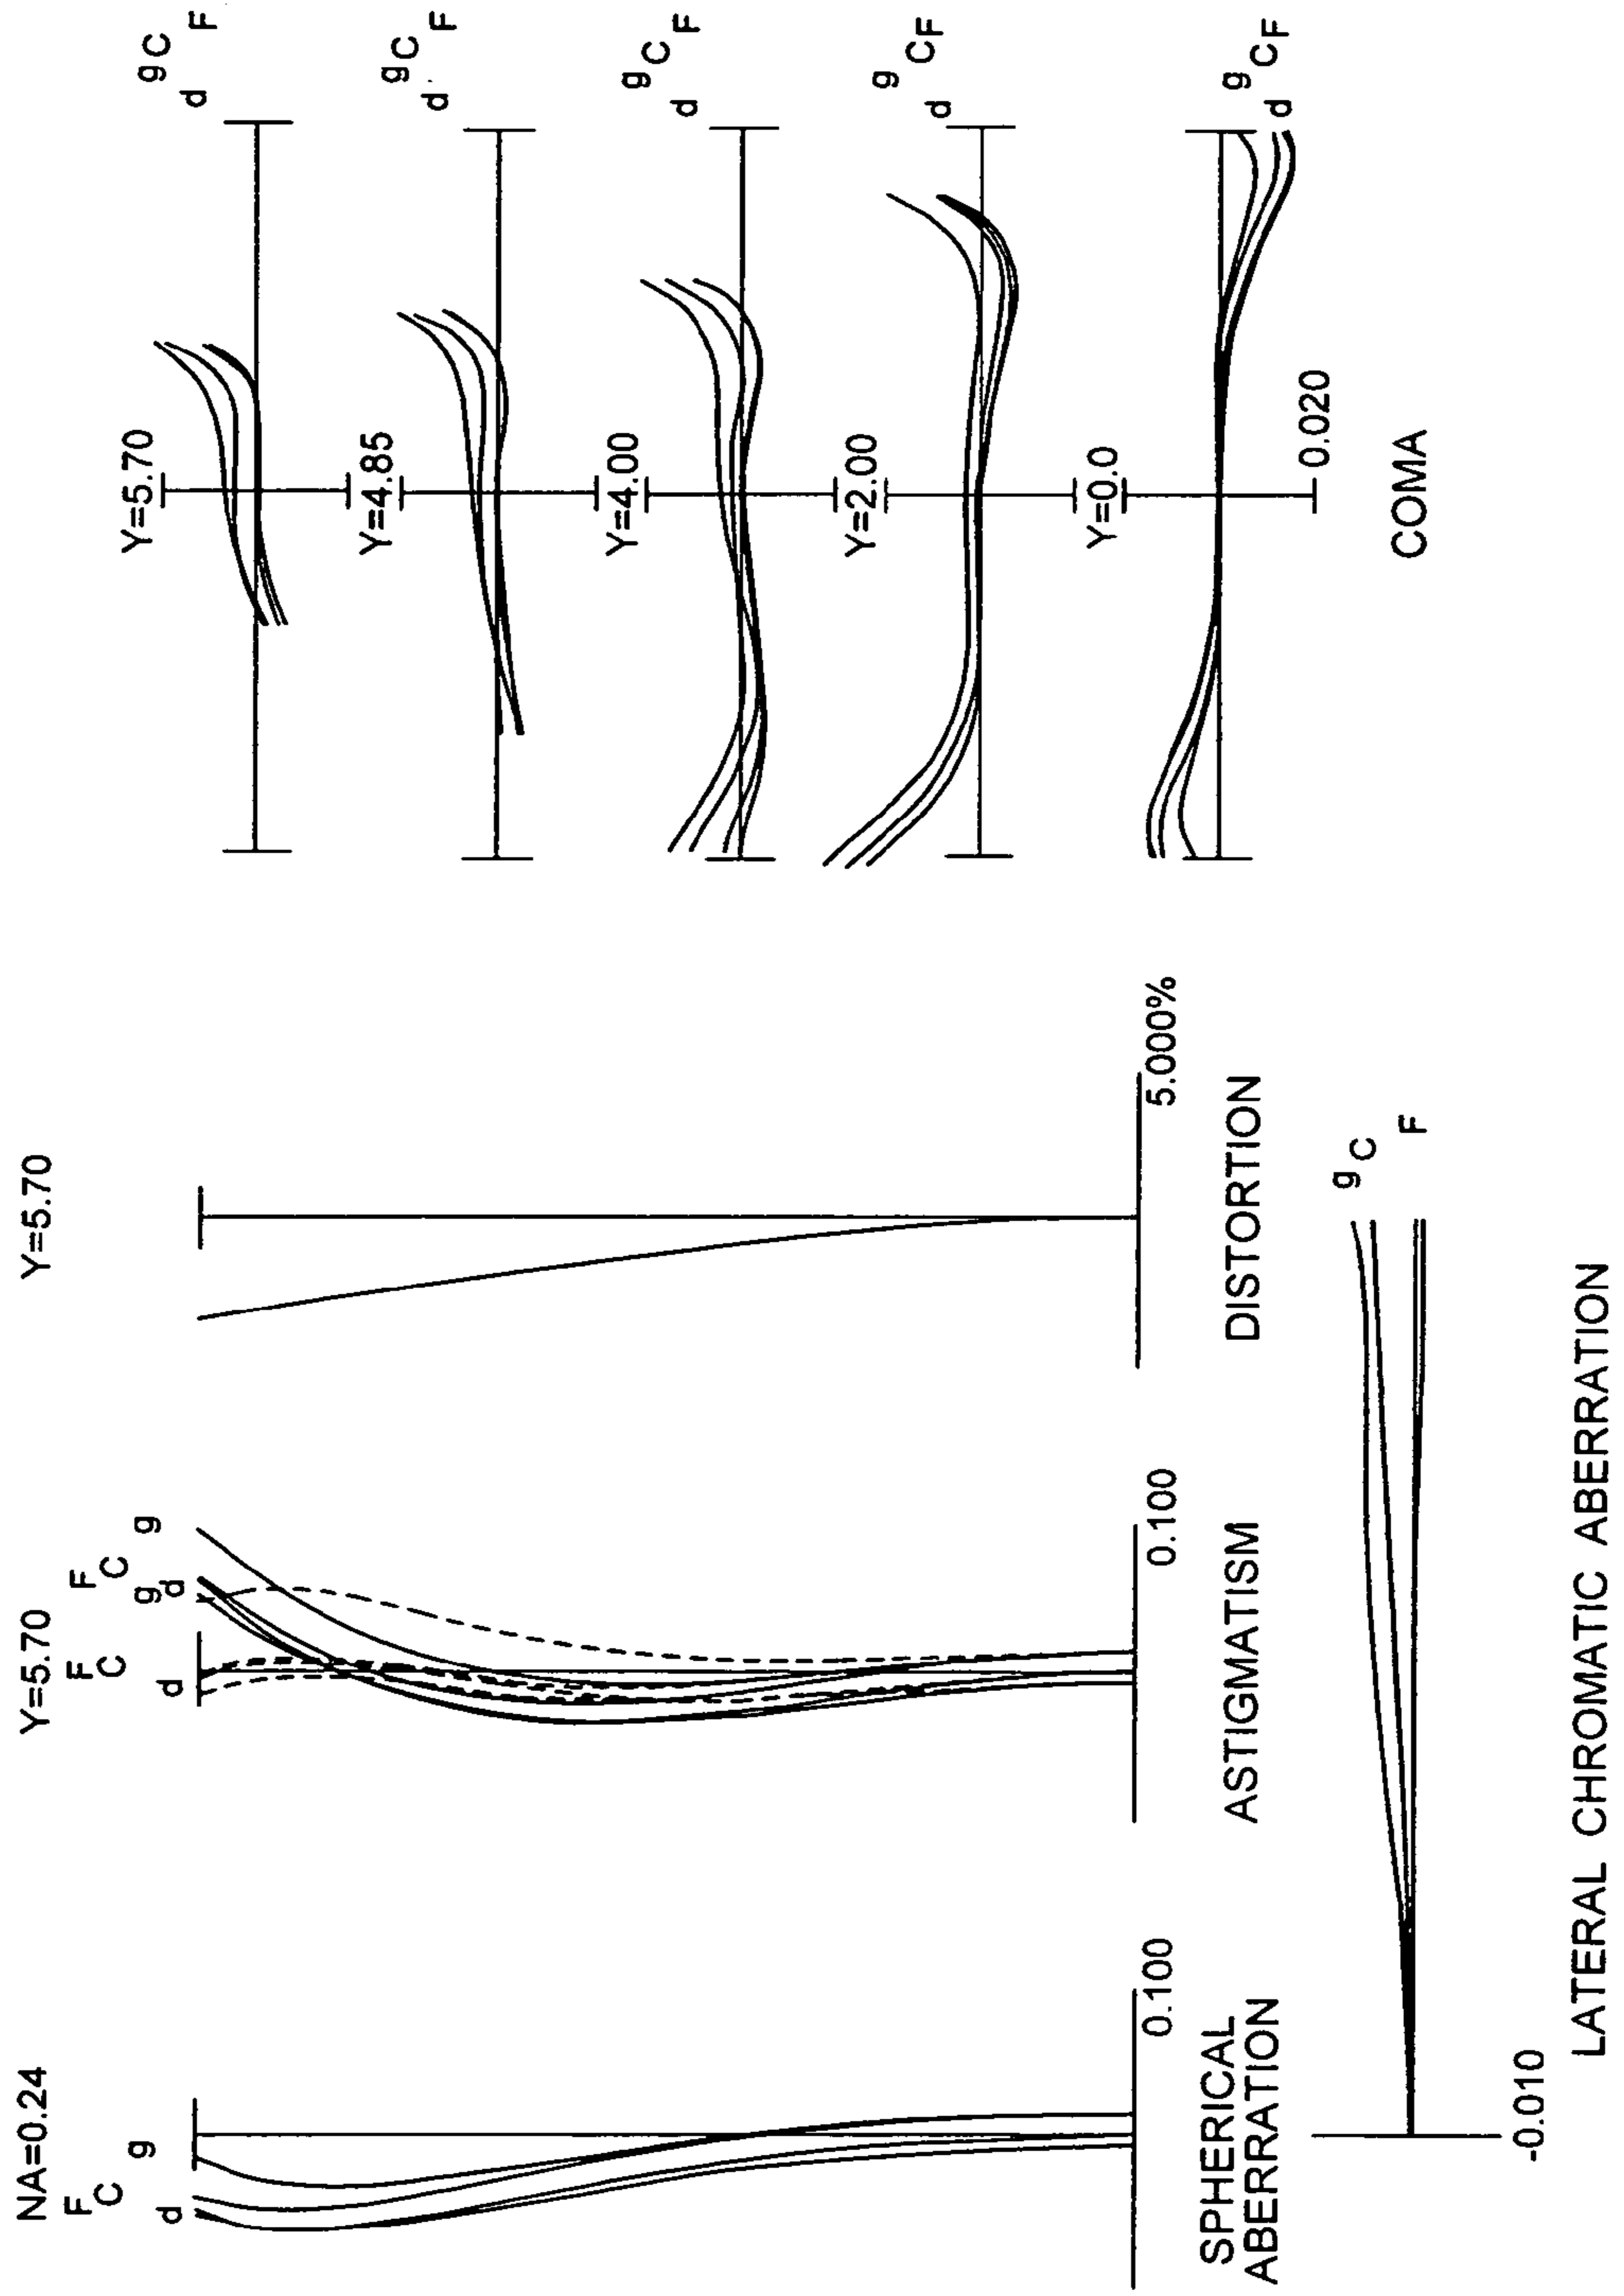 NA=0.24
F
C
d
g
0.100
SPHERICAL
ABERRATION
Y=5.70
F
C
d
F
C
g
d
g
0.100
ASTIGMATISM
Y=5.70
5.000%
DISTORTION
Y=5.70
d
g
C
F
Y=4.85
d
g
C
F
Y=4.00
d
g
C
F
Y=2.00
d
g
C
F
Y=0.0
d
g
C
F
0.020
COMA
g
C
F
-0.010
LATERAL CHROMATIC ABERRATION